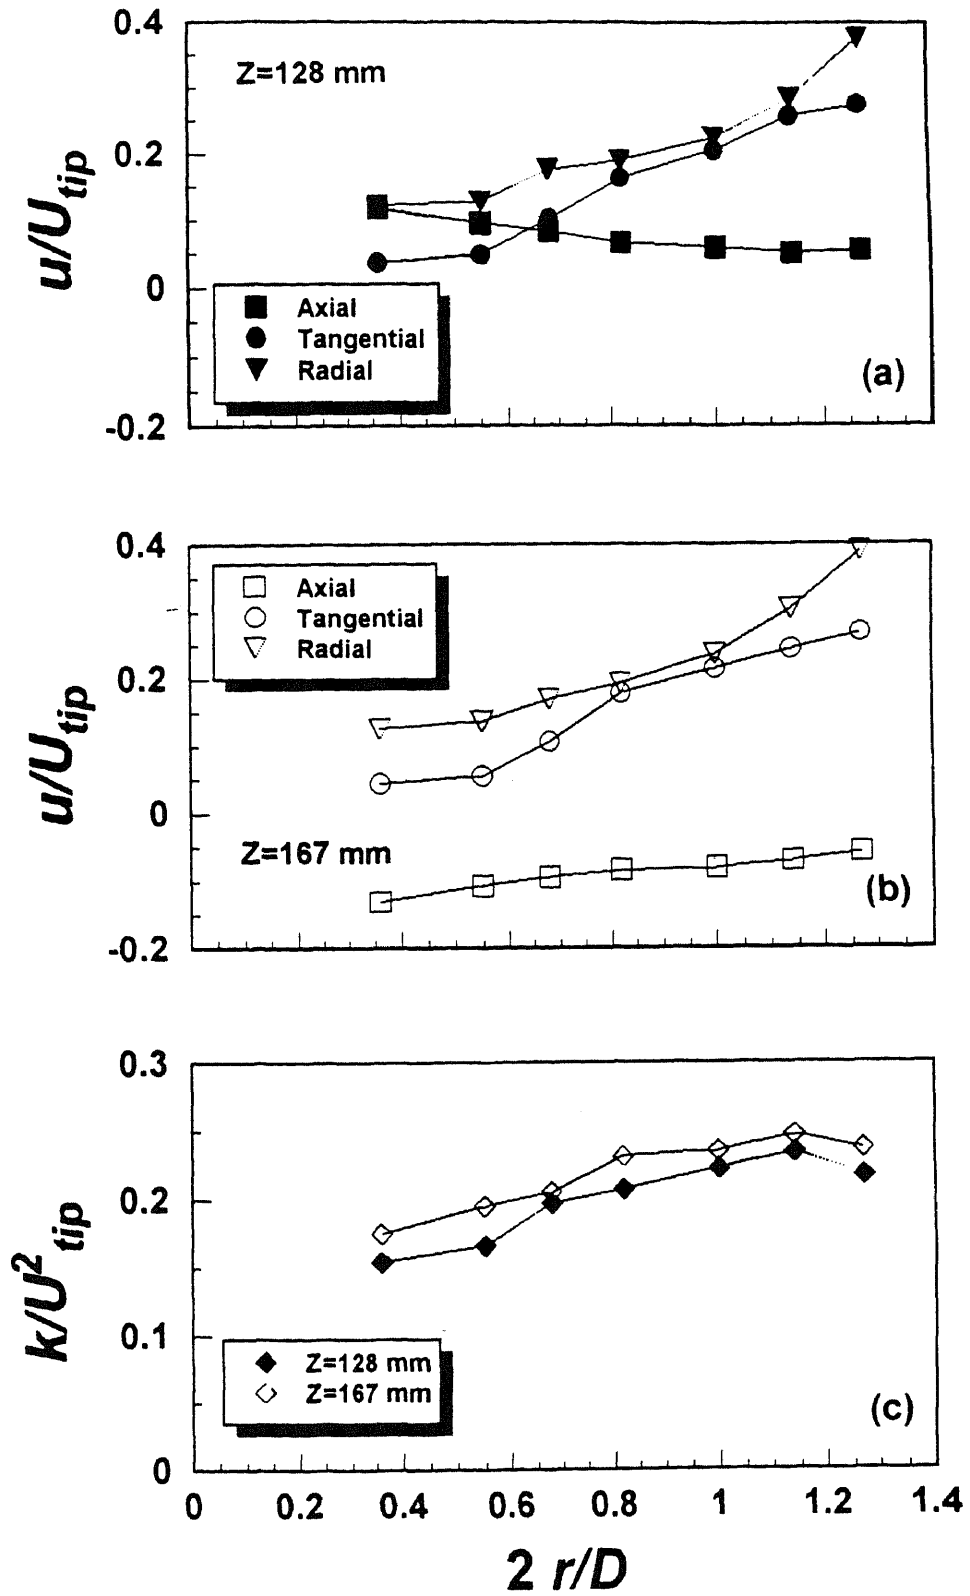 0.4
Z=128 mm
0.2
u/U_tip
0
Axial
Tangential
Radial
(a)
-0.2
0.4
Axial
Tangential
Radial
0.2
u/U_tip
0
Z=167 mm
(b)
-0.2
0.3
0.2
k/U²_tip
0.1
Z=128 mm
Z=167 mm
(c)
0
0 0.2 0.4 0.6 0.8 1 1.2 1.4
2 r/D